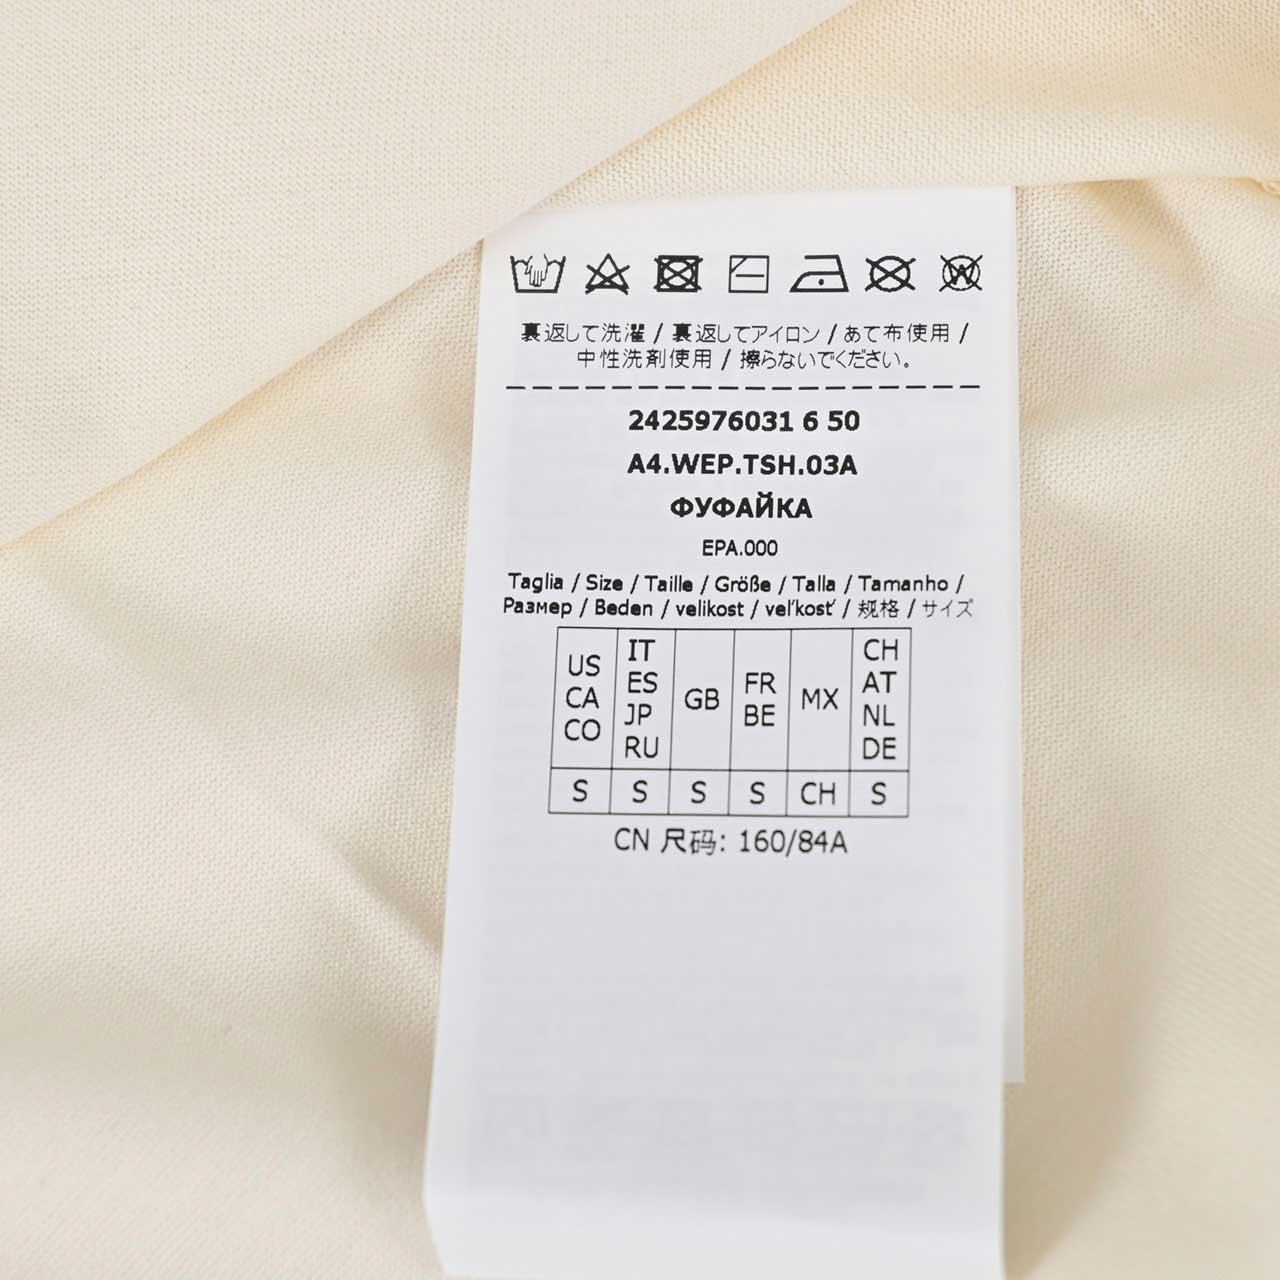 裏返して洗濯 / 裏返してアイロン / あて布使用 /
中性洗剤使用 / 擦らないでください。
2425976031 6 50
A4.WEP.TSH.03A
ФУФАЙКА
EPA.000
Taglia / Size / Taille / Größe / Talla / Tamanho /
Размер / Beden / velikost / veľkosť / 规格 / サイズ
US CA CO IT ES JP RU GB FR BE MX CH AT NL DE
S S S S CH S
CN 尺码: 160/84A